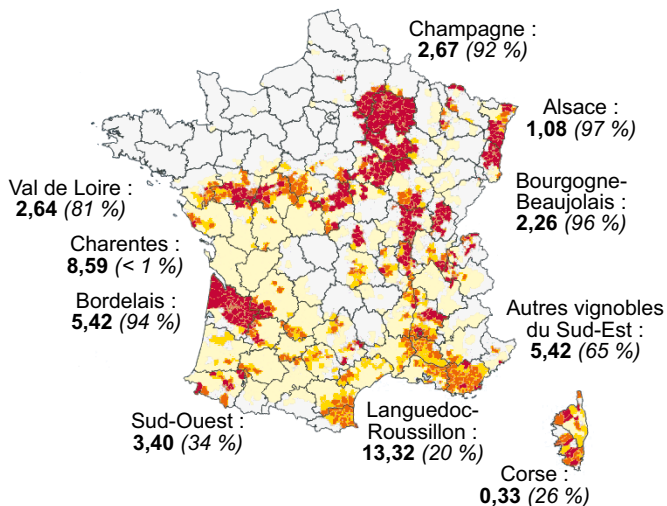 Champagne :
2,67 (92 %)
Alsace :
1,08 (97 %)
Val de Loire :
2,64 (81 %)
Bourgogne-
Beaujolais :
2,26 (96 %)
Charentes :
8,59 (< 1 %)
Bordelais :
5,42 (94 %)
Autres vignobles
du Sud-Est :
5,42 (65 %)
Sud-Ouest :
3,40 (34 %)
Languedoc-
Roussillon :
13,32 (20 %)
Corse :
0,33 (26 %)